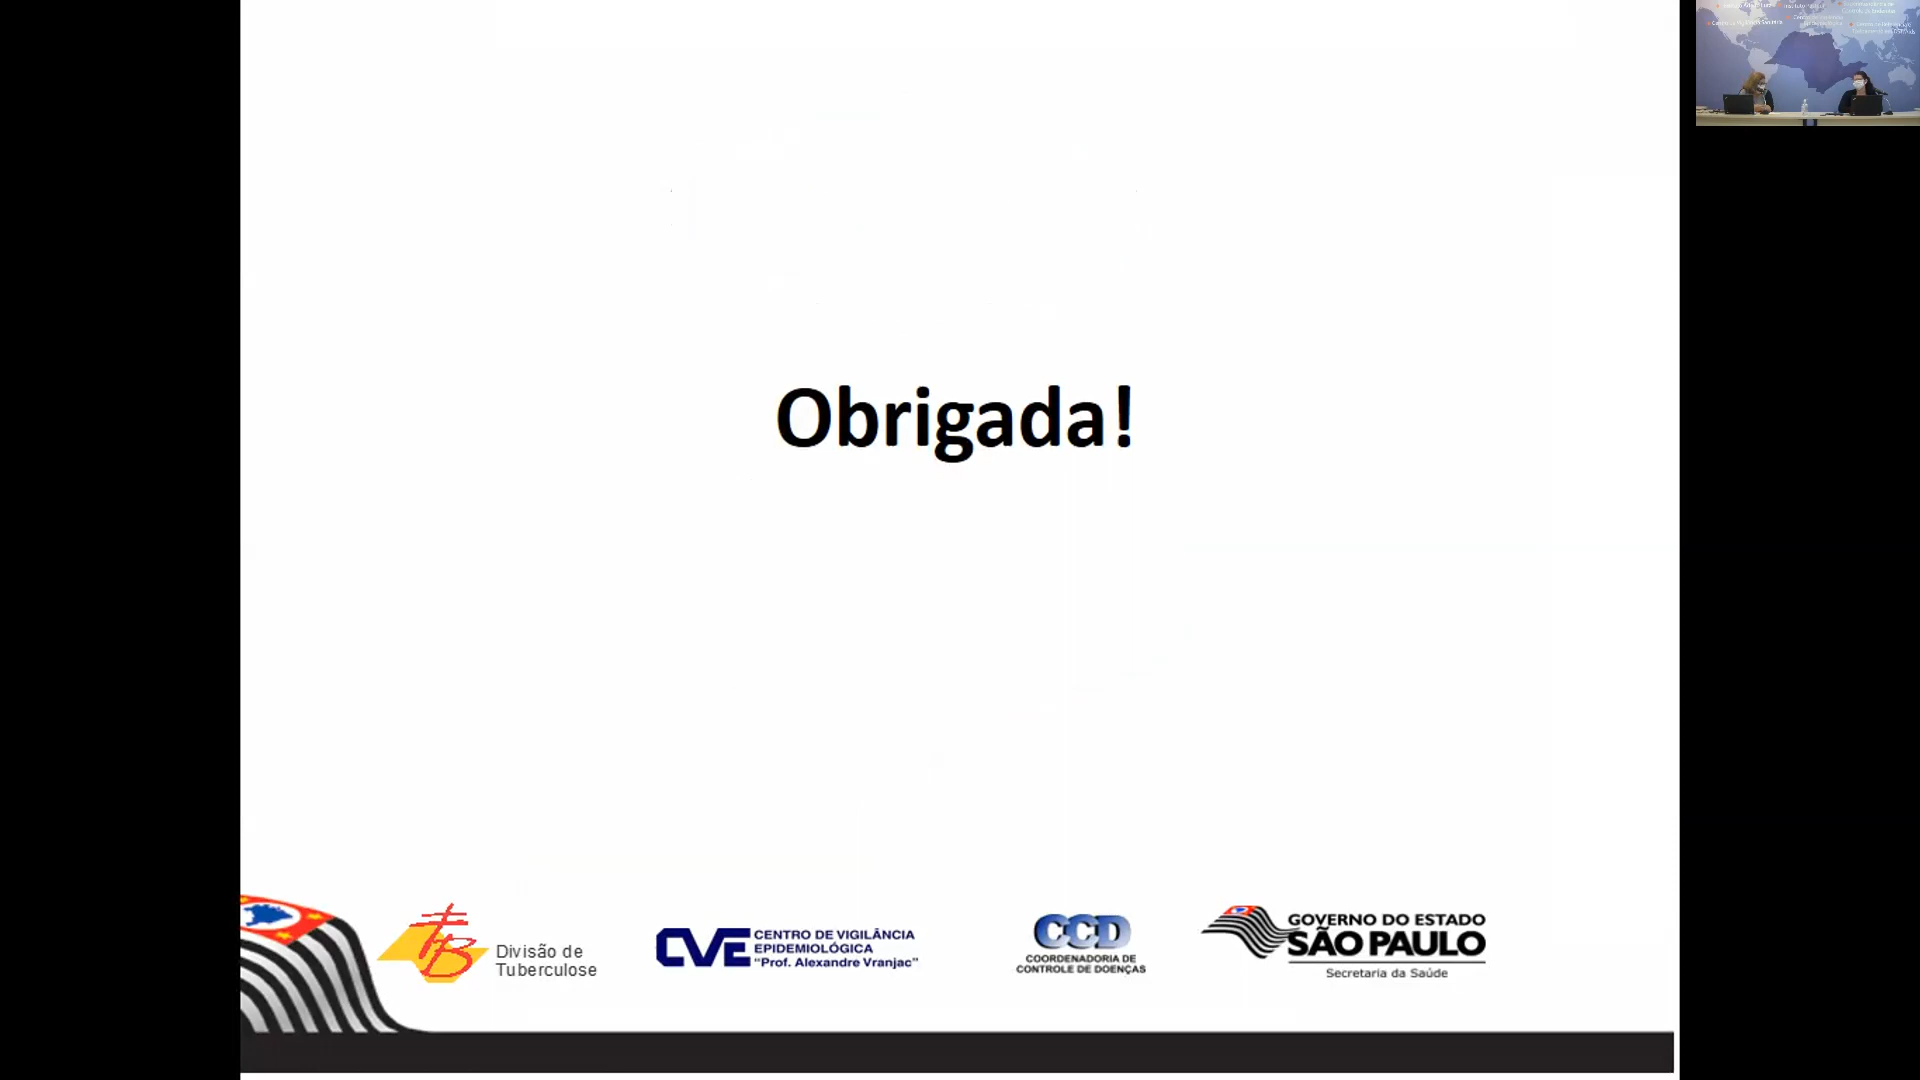 Obrigada!
Divisão de
Tuberculose
CVE
CENTRO DE VIGILÂNCIA
EPIDEMIOLÓGICA
"Prof. Alexandre Vranjac"
CCD
COORDENADORIA DE
CONTROLE DE DOENÇAS
GOVERNO DO ESTADO
SÃO PAULO
Secretaria da Saúde